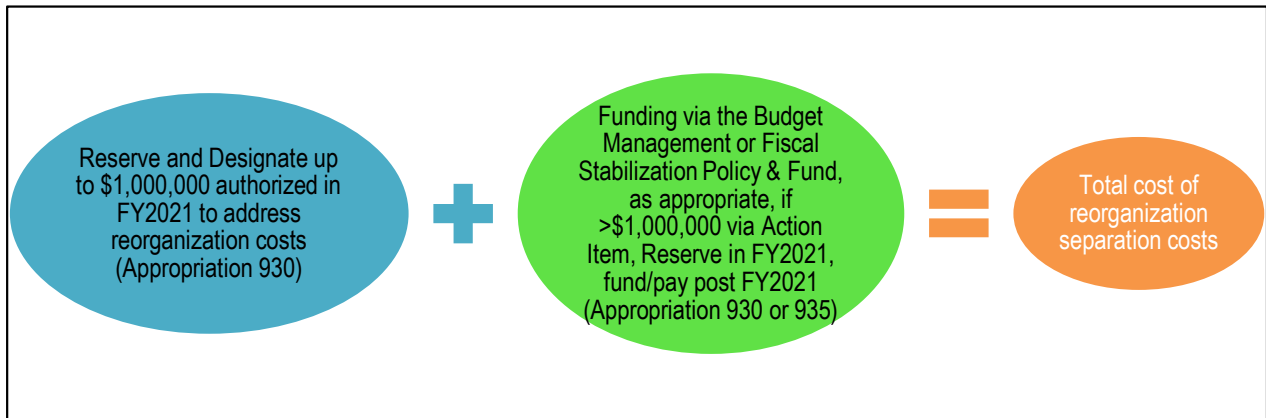 Reserve and Designate up
to $1,000,000 authorized in
FY2021 to address
reorganization costs
(Appropriation 930)
Funding via the Budget
Management or Fiscal
Stabilization Policy & Fund,
as appropriate, if
>$1,000,000 via Action
Item, Reserve in FY2021,
fund/pay post FY2021
(Appropriation 930 or 935)
Total cost of
reorganization
separation costs